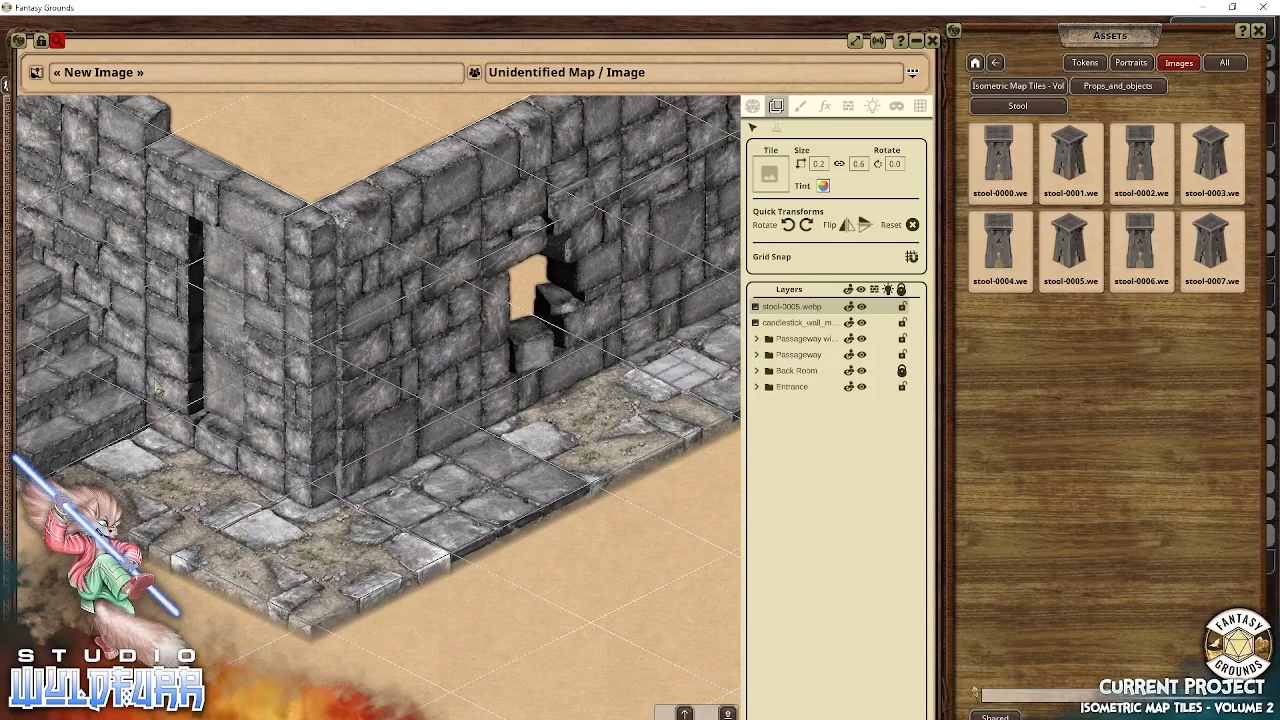 Fantasy Grounds
« New Image »
Unidentified Map / Image
Tile
Size
Rotate
0.2
0.6
0.0
Tint
Quick Transforms
Rotate
Flip
Reset
Grid Snap
Layers
stool-0005.webp
candlestick_wall_m...
Passageway wi...
Passageway
Back Room
Entrance
ASSETS
Tokens
Portraits
Images
All
Isometric Map Tiles - Vol
Props_and_objects
Stool
stool-0000.we
stool-0001.we
stool-0002.we
stool-0003.we
stool-0004.we
stool-0005.we
stool-0006.we
stool-0007.we
Shared
STUDIO
WYLDFURR
FANTASY
GROUNDS
CURRENT PROJECT
ISOMETRIC MAP TILES - VOLUME 2